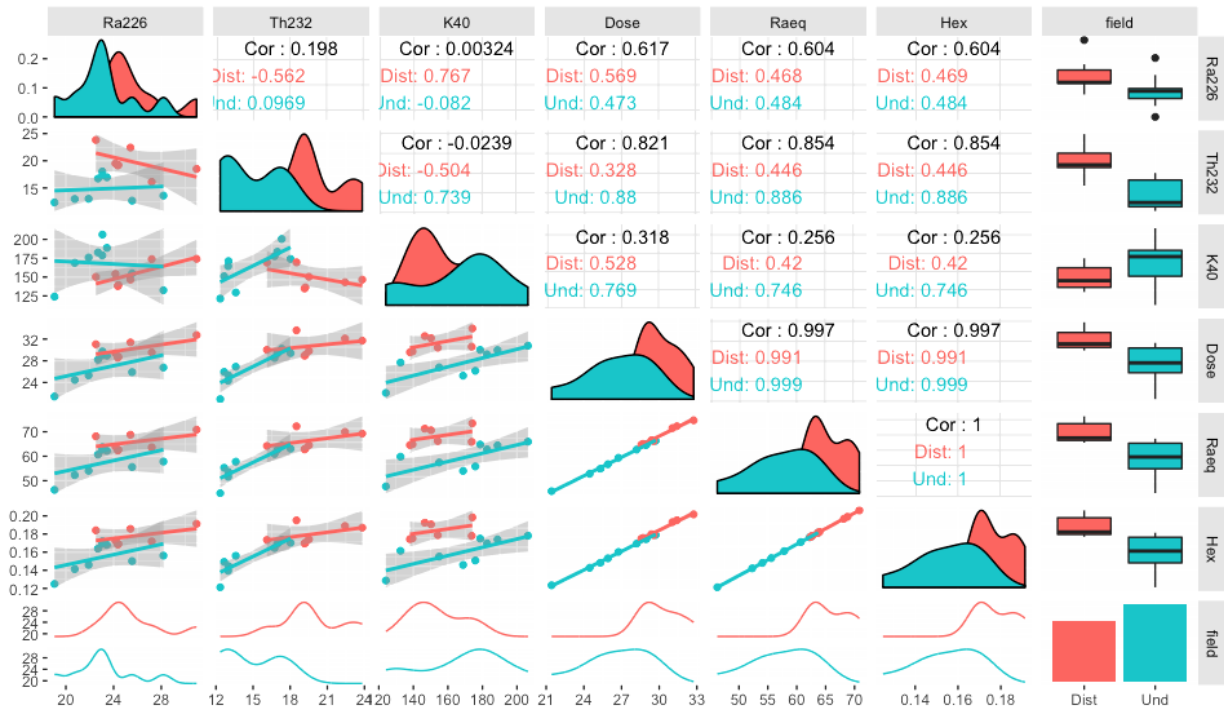 Ra226 Th232 K40 Dose Raeq Hex field
Cor : 0.198 Cor : 0.00324 Cor : 0.617 Cor : 0.604 Cor : 0.604
0.2
Dist: -0.562 Dist: 0.767 Dist: 0.569 Dist: 0.468 Dist: 0.469
Ra226
0.1
Und: 0.0969 Und: -0.082 Und: 0.473 Und: 0.484 Und: 0.484
0.0
25
Cor : -0.0239 Cor : 0.821 Cor : 0.854 Cor : 0.854
20
Dist: -0.504 Dist: 0.328 Dist: 0.446 Dist: 0.446
Th232
15
Und: 0.739 Und: 0.88 Und: 0.886 Und: 0.886
200
Cor : 0.318 Cor : 0.256 Cor : 0.256
175
Dist: 0.528 Dist: 0.42 Dist: 0.42
K40
150
Und: 0.769 Und: 0.746 Und: 0.746
125
Cor : 0.997 Cor : 0.997
32
Dist: 0.991 Dist: 0.991
Dose
28
Und: 0.999 Und: 0.999
24
Cor : 1
70
Dist: 1
Raeq
60
Und: 1
50
0.20
0.18
Hex
0.16
0.14
0.12
28
24
20
field
28
24
20
20 24 28 12 15 18 21 24 125 150 175 200 21 24 27 30 33 50 60 70 0.14 0.16 0.18 Dist Und